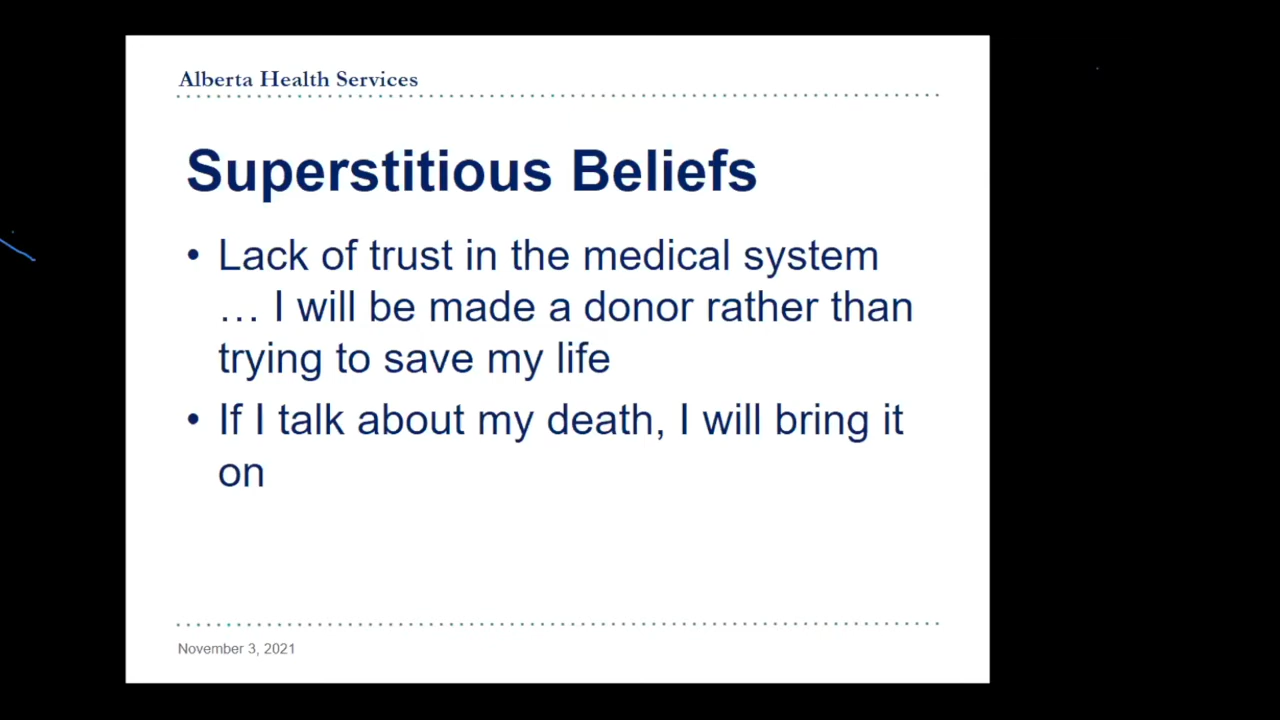 Alberta Health Services
Superstitious Beliefs
• Lack of trust in the medical system
… I will be made a donor rather than
trying to save my life
• If I talk about my death, I will bring it
on
November 3, 2021